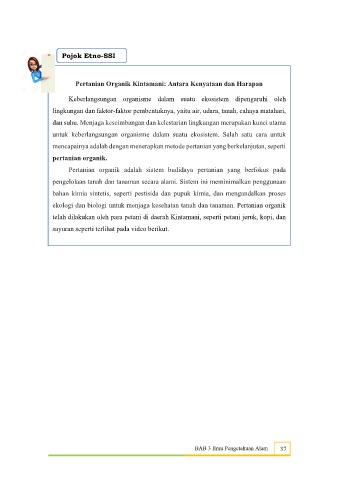 Pojok Etno-SSI
Pertanian Organik Kintamani: Antara Kenyataan dan Harapan
Keberlangsungan organisme dalam suatu ekosistem dipengaruhi oleh
lingkungan dan faktor-faktor pembentuknya, yaitu air, udara, tanah, cahaya matahari,
dan suhu. Menjaga keseimbangan dan kelestarian lingkungan merupakan kunci utama
untuk keberlangsungan organisme dalam suatu ekosistem. Salah satu cara untuk
mencapainya adalah dengan menerapkan metode pertanian yang berkelanjutan, seperti
pertanian organik.
Pertanian organik adalah sistem budidaya pertanian yang berfokus pada
pengelolaan tanah dan tanaman secara alami. Sistem ini meminimalkan penggunaan
bahan kimia sintetis, seperti pestisida dan pupuk kimia, dan mengandalkan proses
ekologi dan biologi untuk menjaga kesehatan tanah dan tanaman. Pertanian organik
telah dilakukan oleh para petani di daerah Kintamani, seperti petani jeruk, kopi, dan
sayuran seperti terlihat pada video berikut.
BAB 3 Ilmu Pengetahuan Alam 37